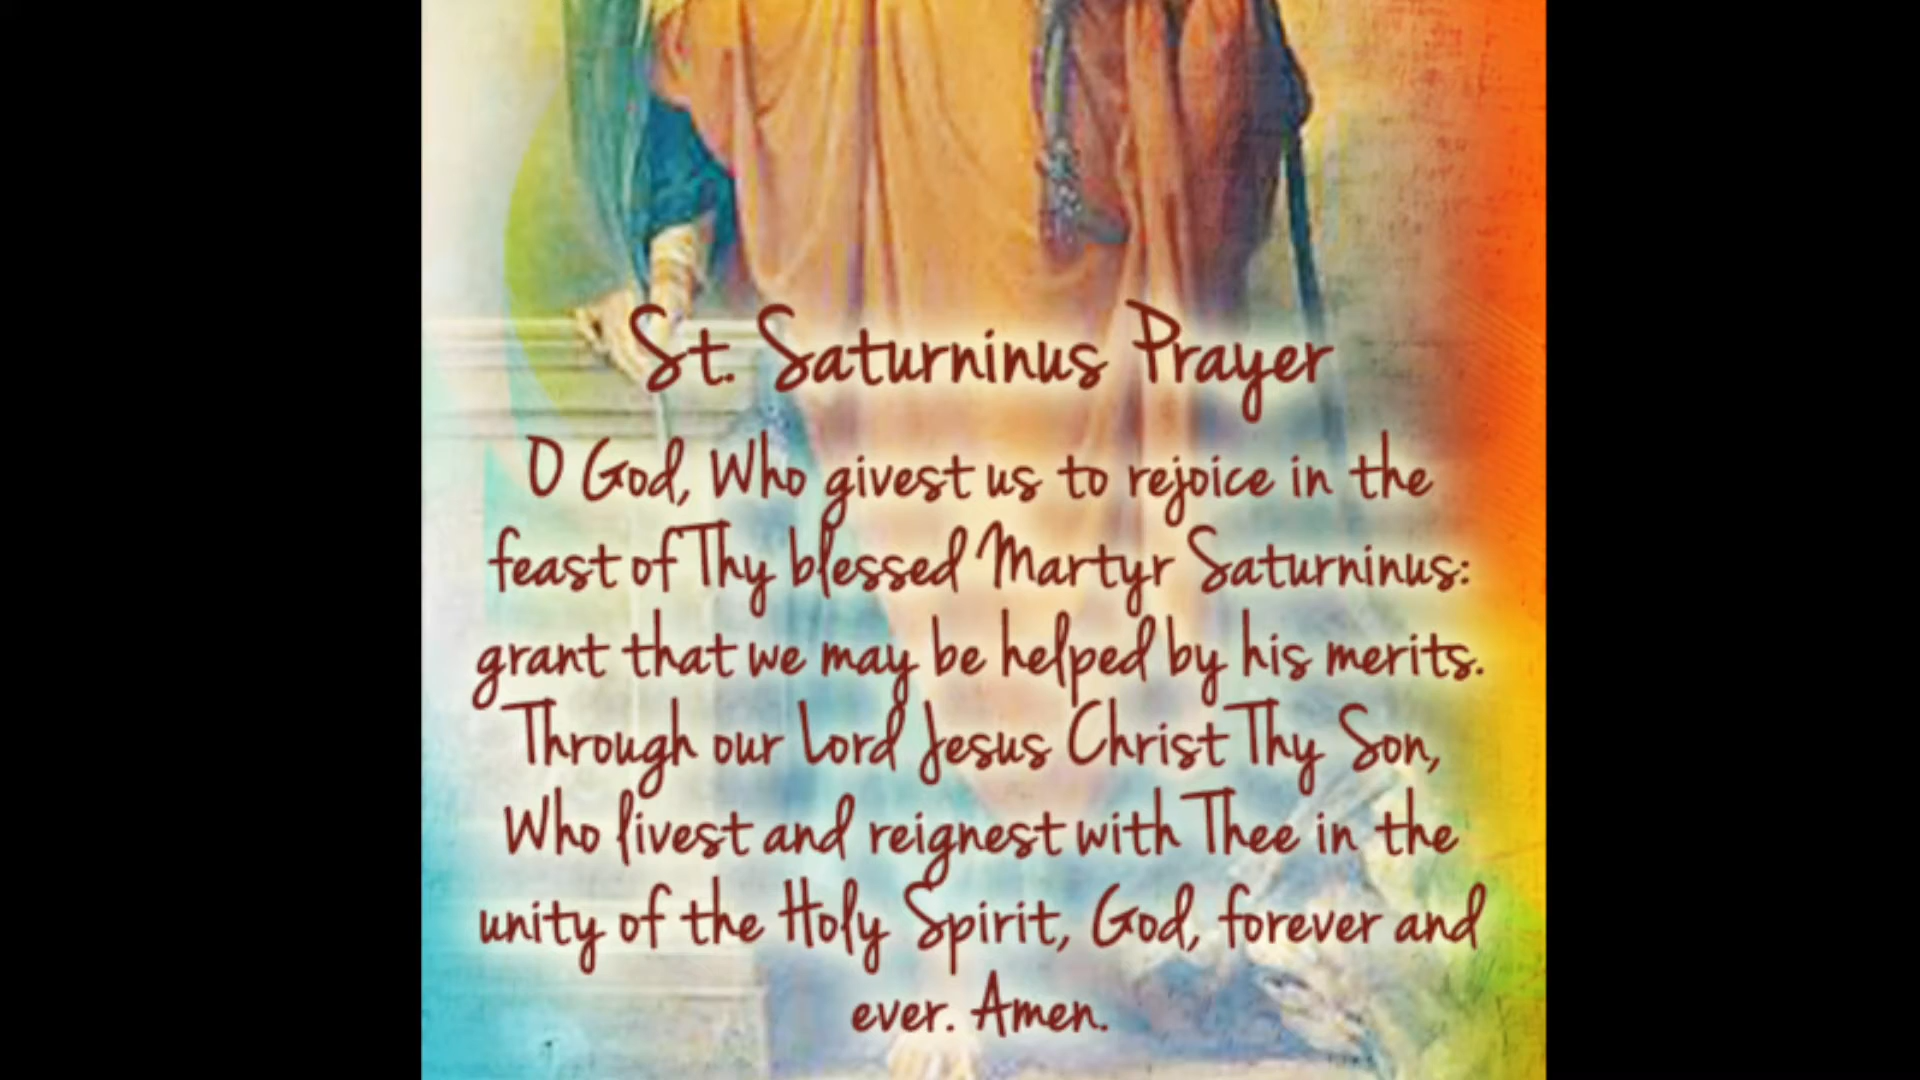 St. Saturninus Prayer
O God, Who givest us to rejoice in the
feast of Thy blessed Martyr Saturninus:
grant that we may be helped by his merits.
Through our Lord Jesus Christ Thy Son,
Who livest and reignest with Thee in the
unity of the Holy Spirit, God, forever and
ever. Amen.